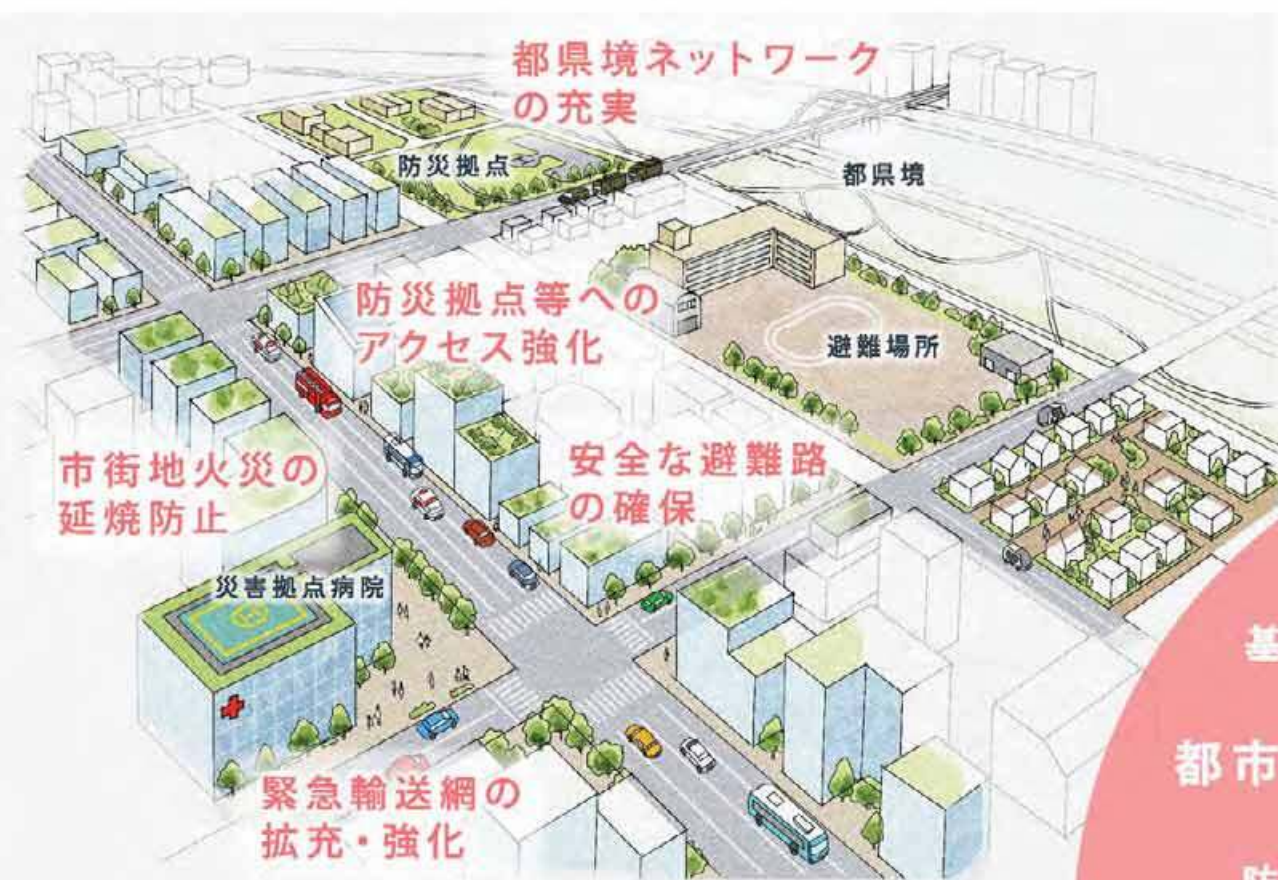 都県境ネットワーク
の充実
防災拠点
都県境
防災拠点等への
アクセス強化
避難場所
市街地火災の
延焼防止
安全な避難路
の確保
災害拠点病院
H
緊急輸送網の
拡充・強化
基
都市
防